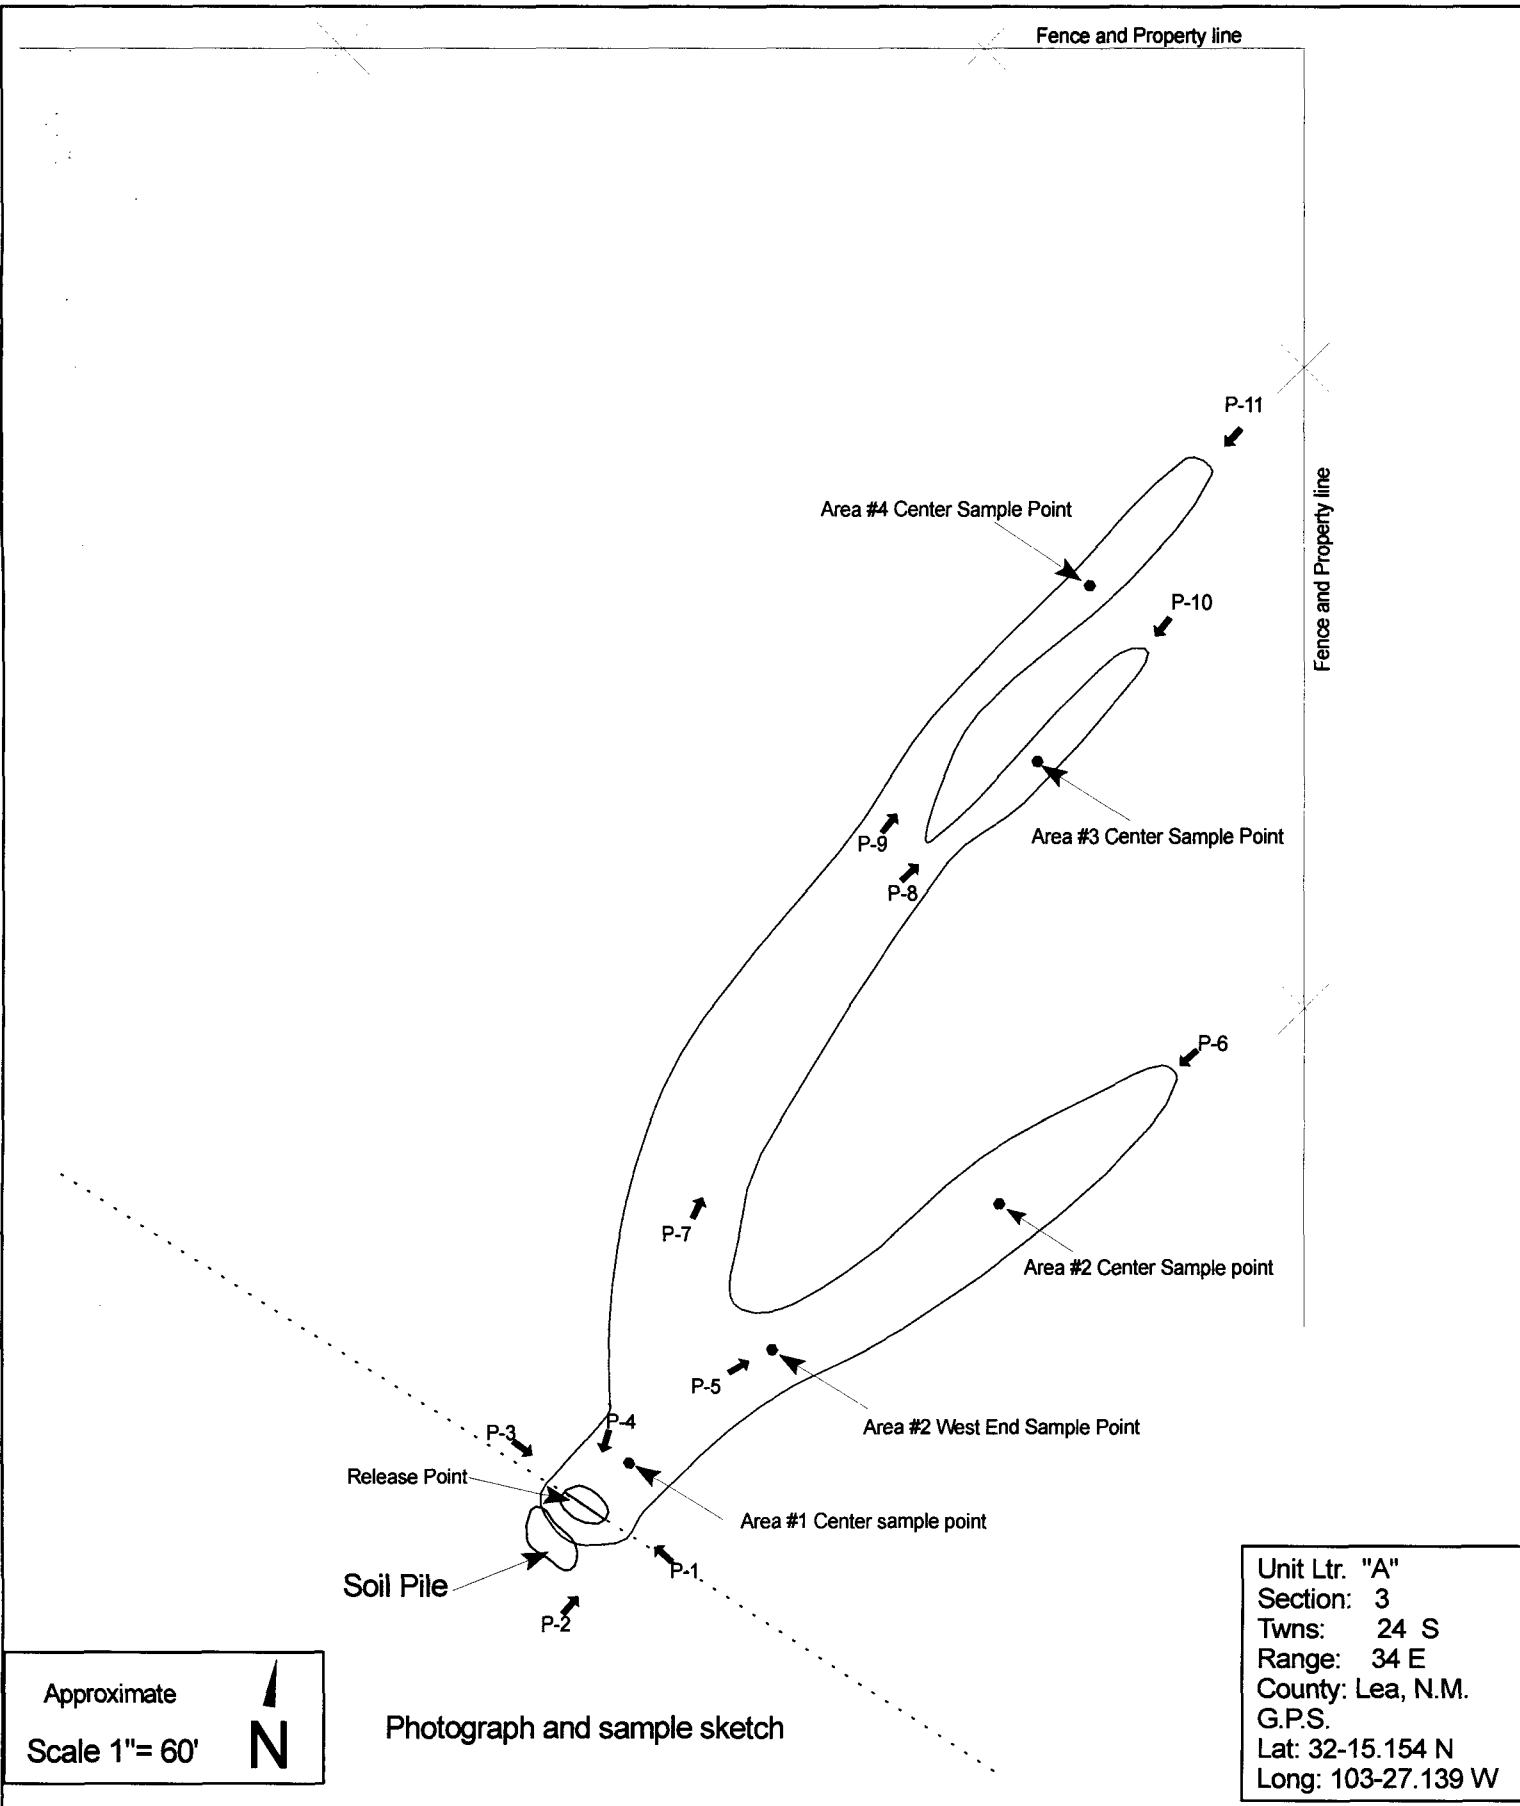 Fence and Property line
P-11
Fence and Property line
Area #4 Center Sample Point
P-10
Area #3 Center Sample Point
P-9
P-8
P-6
P-7
Area #2 Center Sample point
P-5
Area #2 West End Sample Point
P-4
P-3
Release Point
Area #1 Center sample point
P-1
Soil Pile
P-2
Unit Ltr. "A"
Section: 3
Twns: 24 S
Range: 34 E
County: Lea, N.M.
G.P.S.
Lat: 32-15.154 N
Long: 103-27.139 W
Approximate
Scale 1"= 60'
N
Photograph and sample sketch